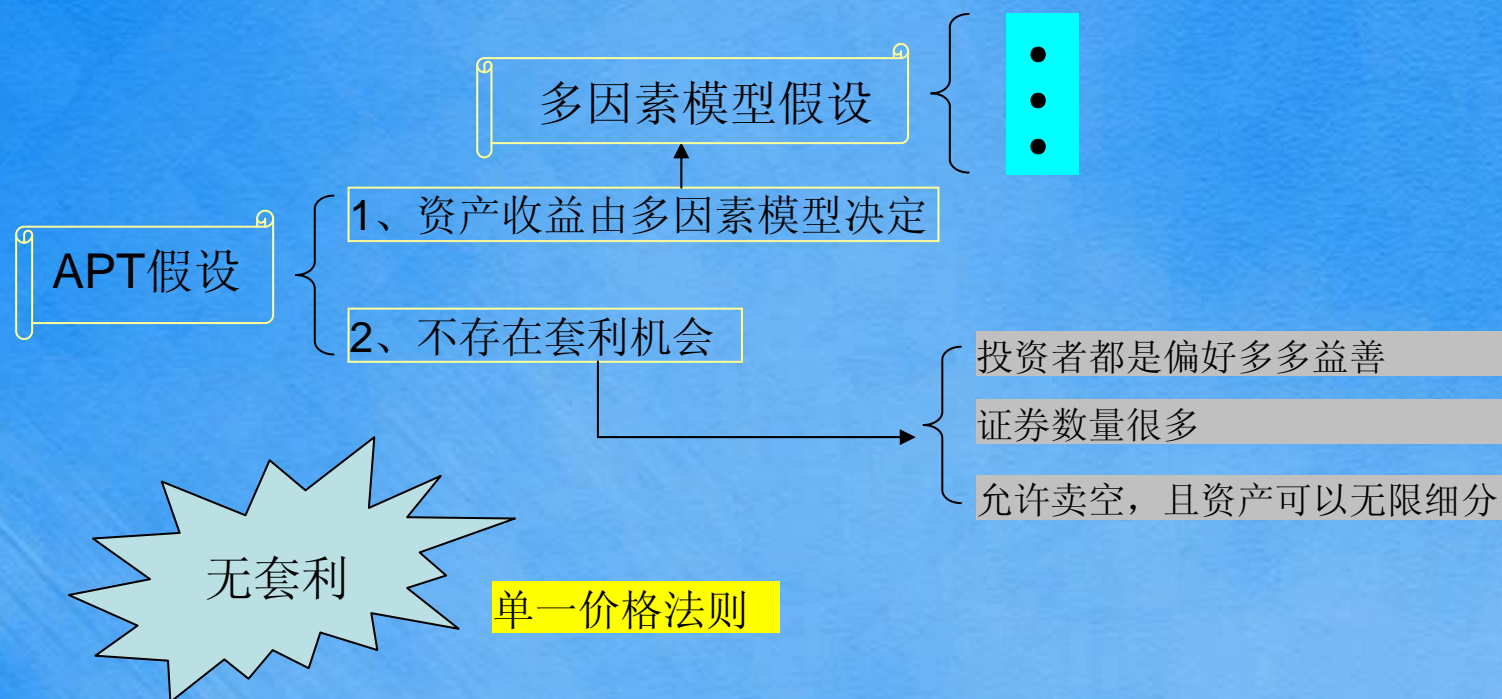 多因素模型假设
•
•
•
1、资产收益由多因素模型决定
APT假设
2、不存在套利机会
投资者都是偏好多多益善
证券数量很多
允许卖空，且资产可以无限细分
无套利
单一价格法则